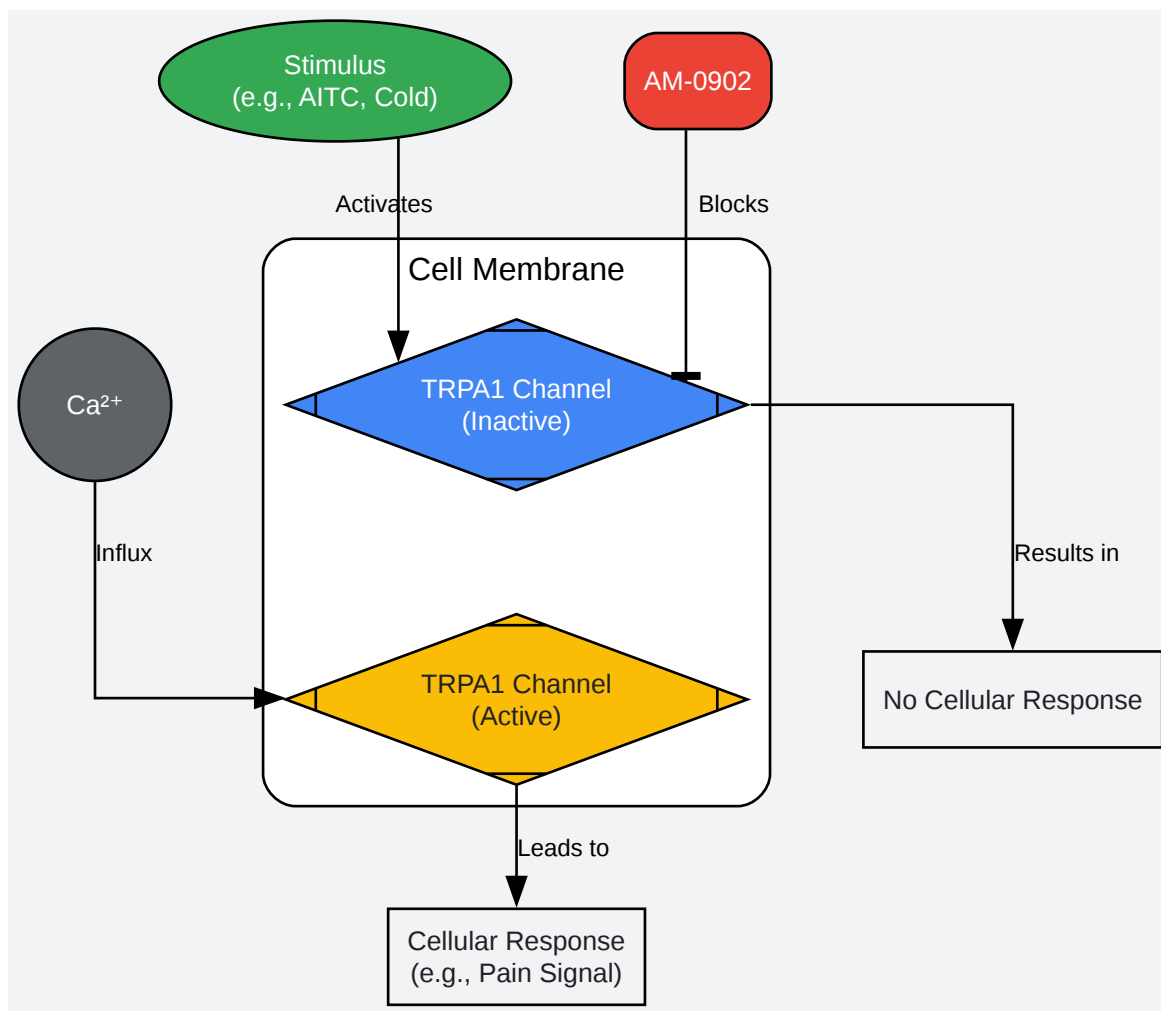 Stimulus
(e.g., AITC, Cold)
AM-0902
Activates
Blocks
Cell Membrane
TRPA1 Channel
(Inactive)
Ca²⁺
Influx
Results in
TRPA1 Channel
(Active)
No Cellular Response
Leads to
Cellular Response
(e.g., Pain Signal)